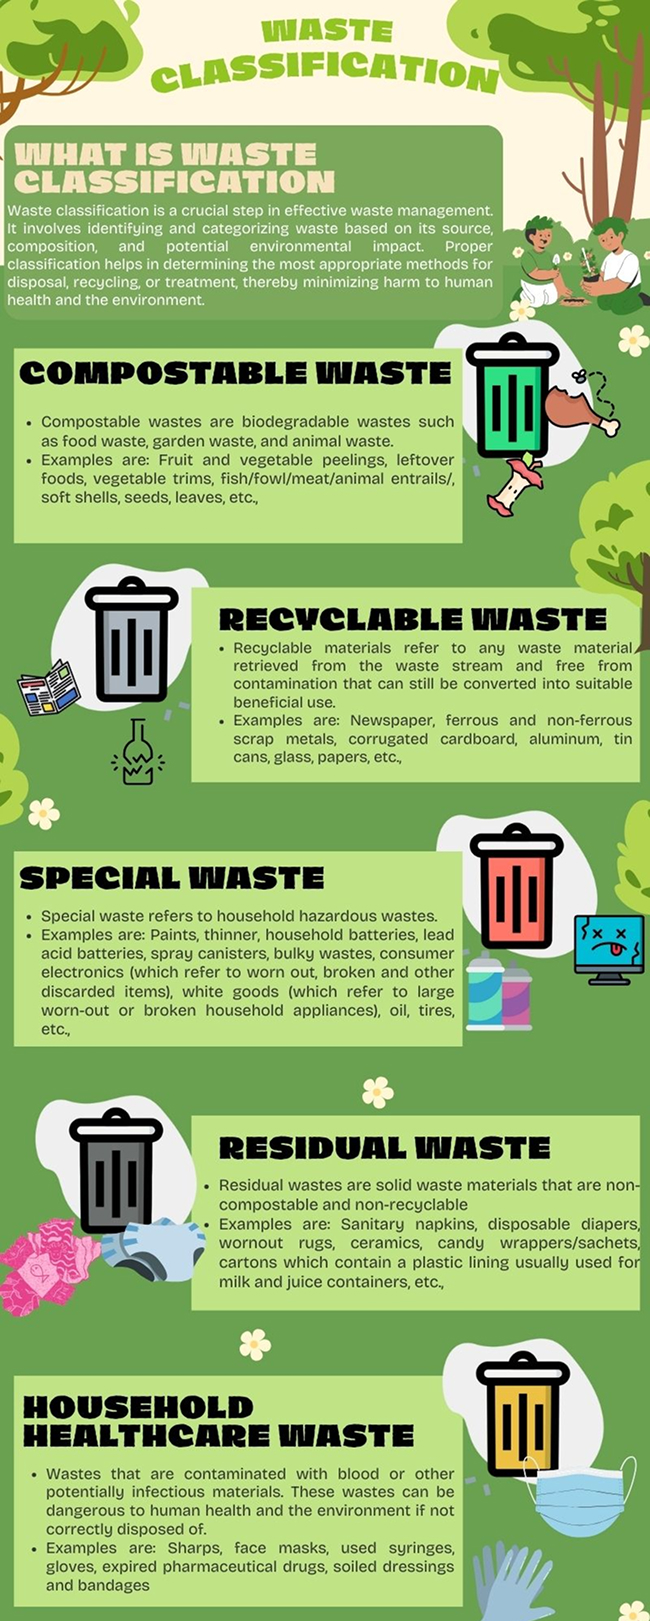 WASTE
CLASSIFICATION
WHAT IS WASTE
CLASSIFICATION
Waste classification is a crucial step in effective waste management.
It involves identifying and categorizing waste based on its source,
composition, and potential environmental impact. Proper
classification helps in determining the most appropriate methods for
disposal, recycling, or treatment, thereby minimizing harm to human
health and the environment.
COMPOSTABLE WASTE
• Compostable wastes are biodegradable wastes such
as food waste, garden waste, and animal waste.
• Examples are: Fruit and vegetable peelings, leftover
foods, vegetable trims, fish/fowl/meat/animal entrails/,
soft shells, seeds, leaves, etc.,
RECYCLABLE WASTE
• Recyclable materials refer to any waste material
retrieved from the waste stream and free from
contamination that can still be converted into suitable
beneficial use.
• Examples are: Newspaper, ferrous and non-ferrous
scrap metals, corrugated cardboard, aluminum, tin
cans, glass, papers, etc.,
SPECIAL WASTE
• Special waste refers to household hazardous wastes.
• Examples are: Paints, thinner, household batteries, lead
acid batteries, spray canisters, bulky wastes, consumer
electronics (which refer to worn out, broken and other
discarded items), white goods (which refer to large
worn-out or broken household appliances), oil, tires,
etc.,
RESIDUAL WASTE
• Residual wastes are solid waste materials that are non-
compostable and non-recyclable
• Examples are: Sanitary napkins, disposable diapers,
wornout rugs, ceramics, candy wrappers/sachets,
cartons which contain a plastic lining usually used for
milk and juice containers, etc.,
HOUSEHOLD
HEALTHCARE WASTE
• Wastes that are contaminated with blood or other
potentially infectious materials. These wastes can be
dangerous to human health and the environment if not
correctly disposed of.
• Examples are: Sharps, face masks, used syringes,
gloves, expired pharmaceutical drugs, soiled dressings
and bandages